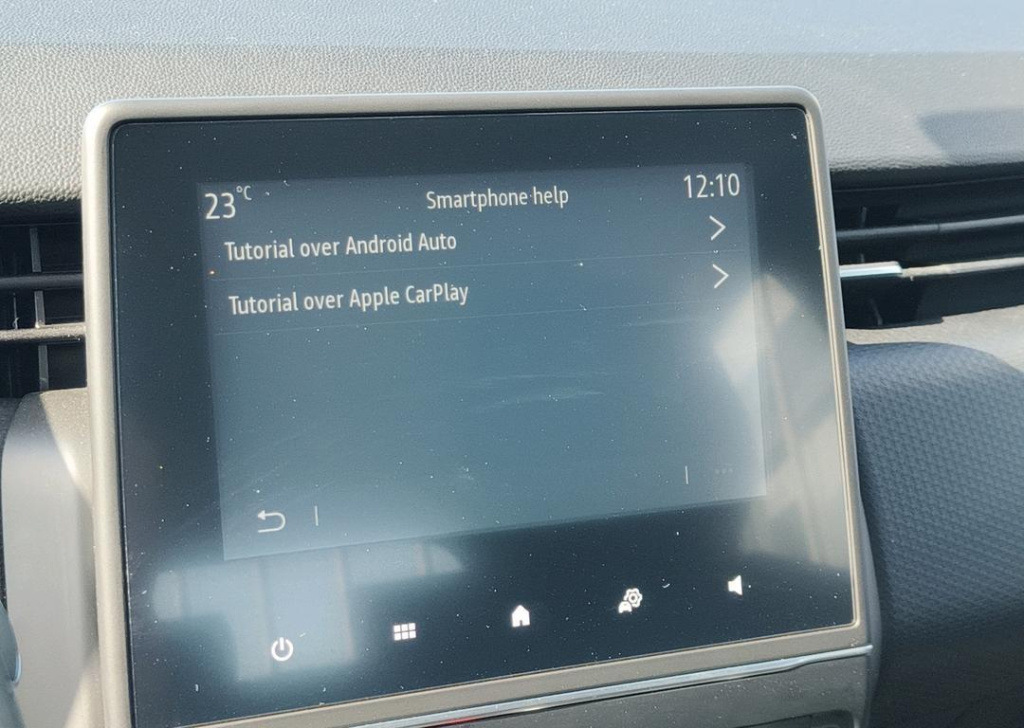 23°C Smartphone help 12:10
Tutorial over Android Auto
Tutorial over Apple CarPlay